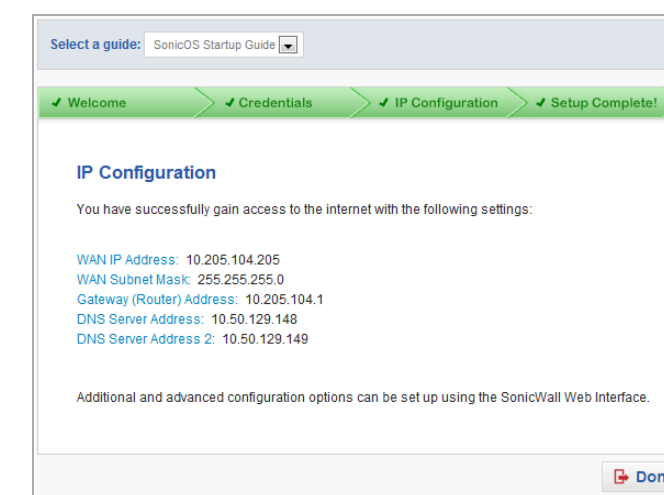 Select a guide: SonicOS Startup Guide
Welcome
Credentials
IP Configuration
Setup Complete!
IP Configuration
You have successfully gain access to the internet with the following settings:
WAN IP Address: 10.205.104.205
WAN Subnet Mask: 255.255.255.0
Gateway (Router) Address: 10.205.104.1
DNS Server Address: 10.50.129.148
DNS Server Address 2: 10.50.129.149
Additional and advanced configuration options can be set up using the SonicWall Web Interface.
Don